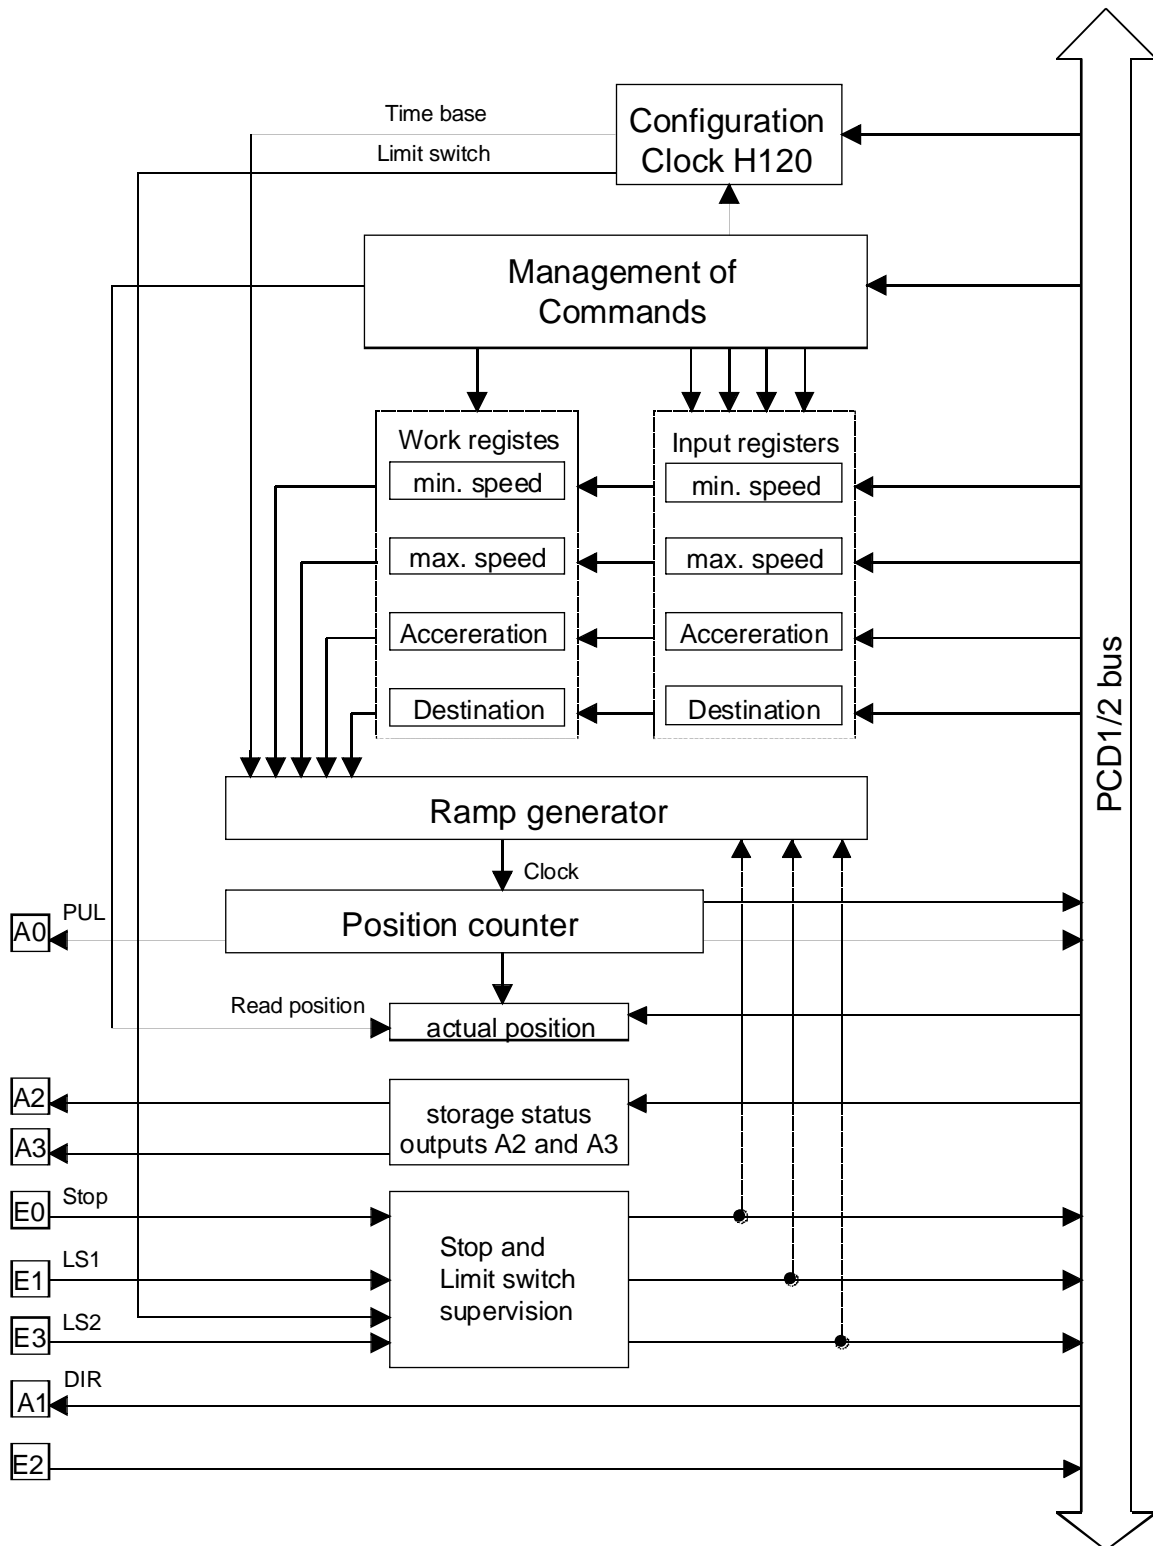 Time base
Configuration
Clock H120
Limit switch
Management of
Commands
Work registes
Input registers
min. speed
min. speed
max. speed
max. speed
Accereration
Accereration
Destination
Destination
PCD1/2 bus
Ramp generator
Clock
PUL
A0
Position counter
Read position
actual position
A2
storage status
A3
outputs A2 and A3
Stop
E0
Stop and
LS1
E1
Limit switch
supervision
LS2
E3
DIR
A1
E2